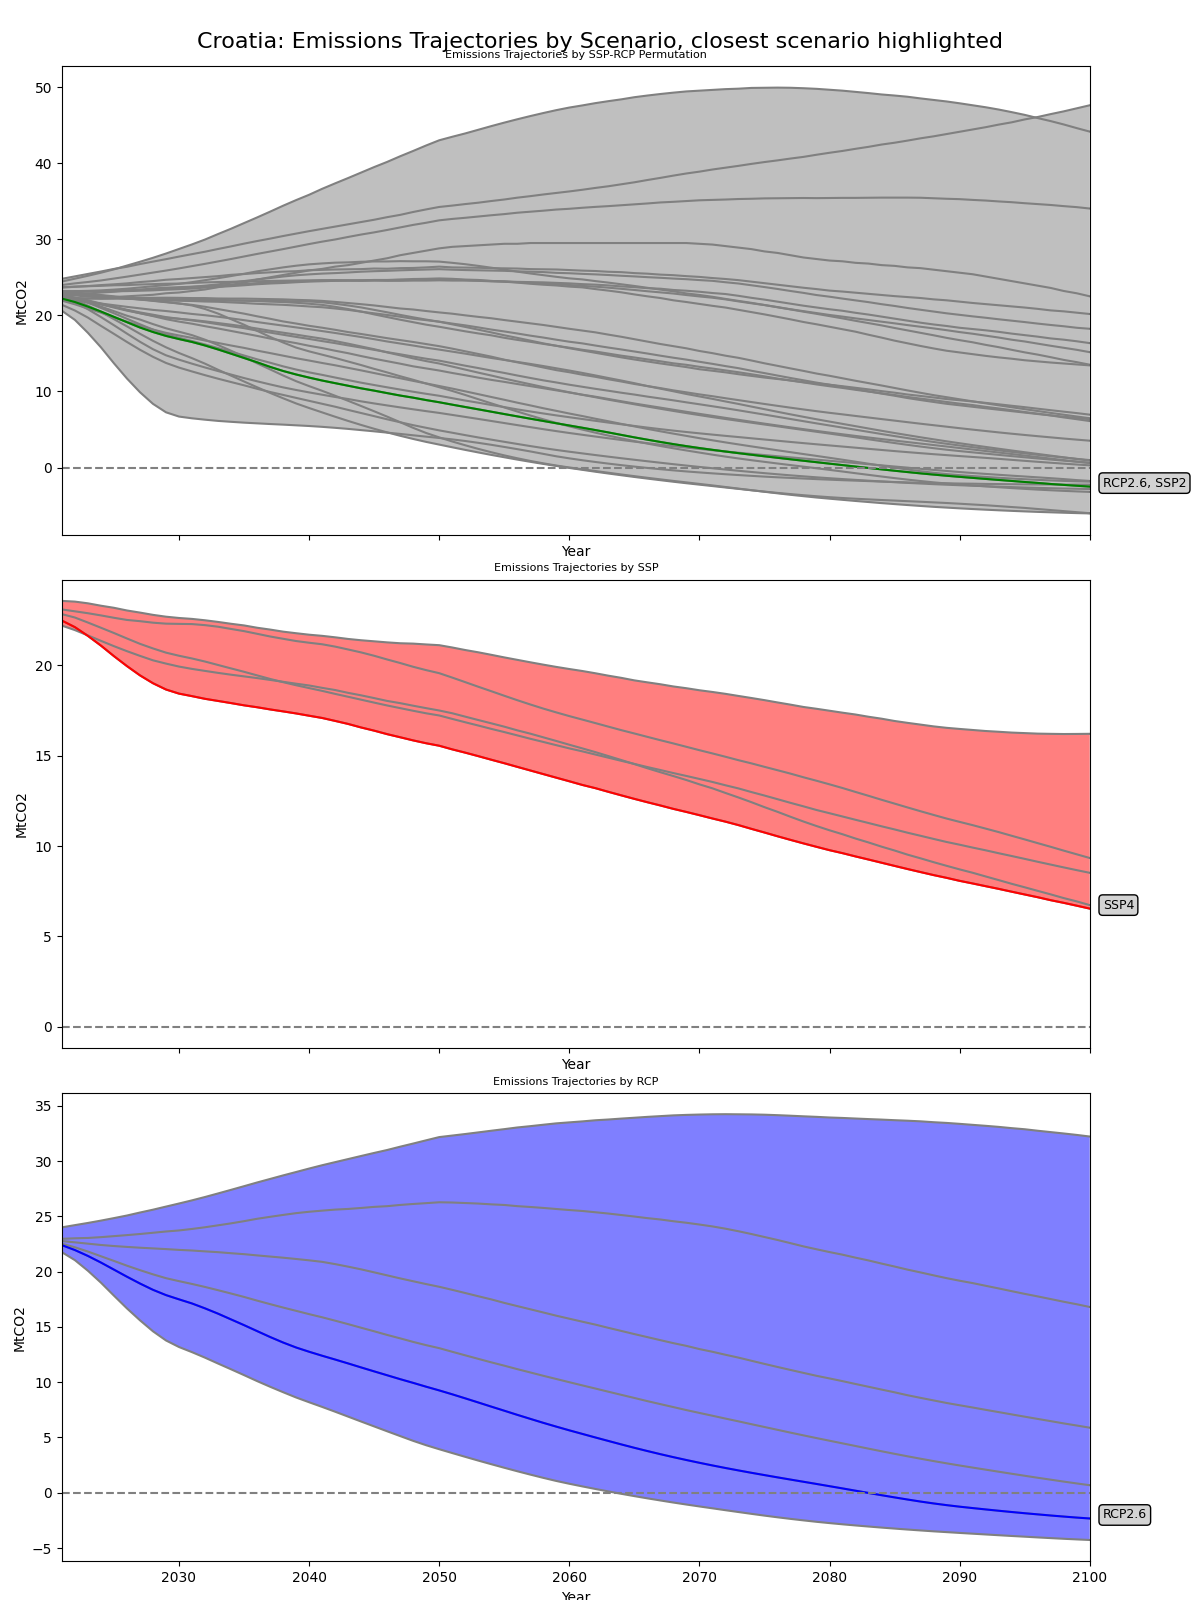 Croatia: Emissions Trajectories by Scenario, closest scenario highlighted
Emissions Trajectories by SSP-RCP Permutation
50
40
30
20
10
0
MtCO2
RCP2.6, SSP2
Year
Emissions Trajectories by SSP
20
15
10
5
0
MtCO2
SSP4
Year
Emissions Trajectories by RCP
35
30
25
20
15
10
5
0
−5
MtCO2
RCP2.6
2030 2040 2050 2060 2070 2080 2090 2100
Year